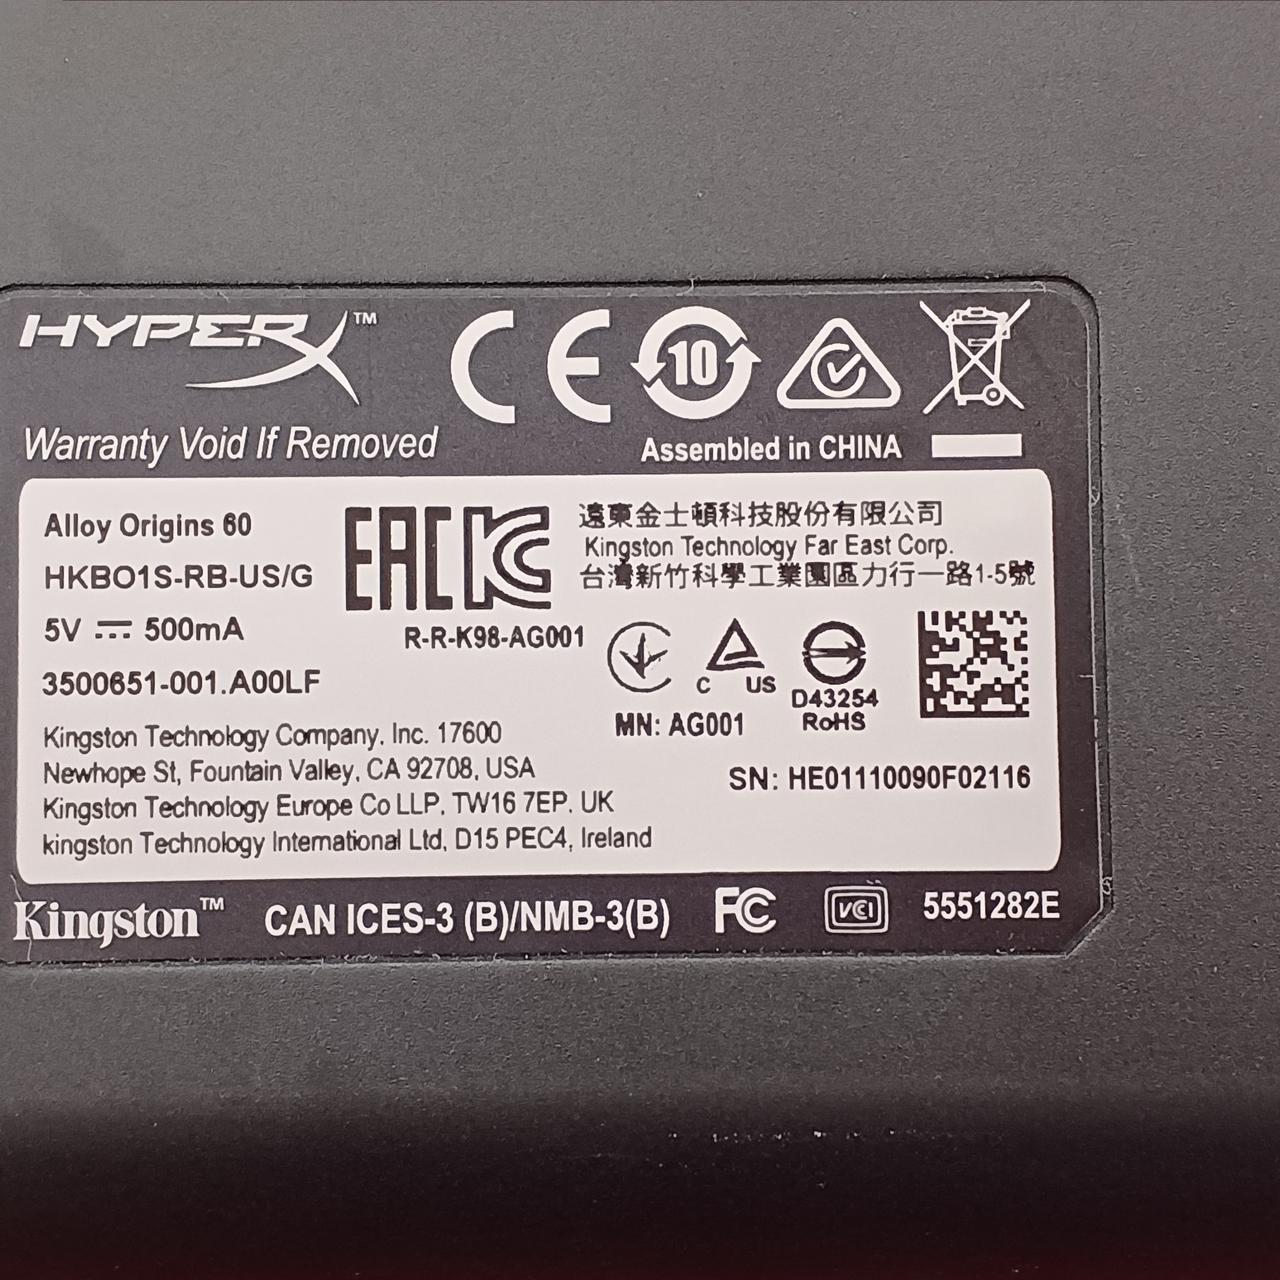 HYPERX™
10
Warranty Void If Removed
Assembled in CHINA
Alloy Origins 60
HKBO1S-RB-US/G
5V ⎓ 500mA
3500651-001.A00LF
EAC
R-R-K98-AG001
遠東金士頓科技股份有限公司
Kingston Technology Far East Corp.
台灣新竹科學工業園區力行一路1-5號
C US
D43254
RoHS
MN: AG001
SN: HE01110090F02116
Kingston Technology Company, Inc. 17600
Newhope St, Fountain Valley, CA 92708, USA
Kingston Technology Europe Co LLP, TW16 7EP, UK
kingston Technology International Ltd, D15 PEC4, Ireland
Kingston™
CAN ICES-3 (B)/NMB-3(B)
FC
VCI
5551282E